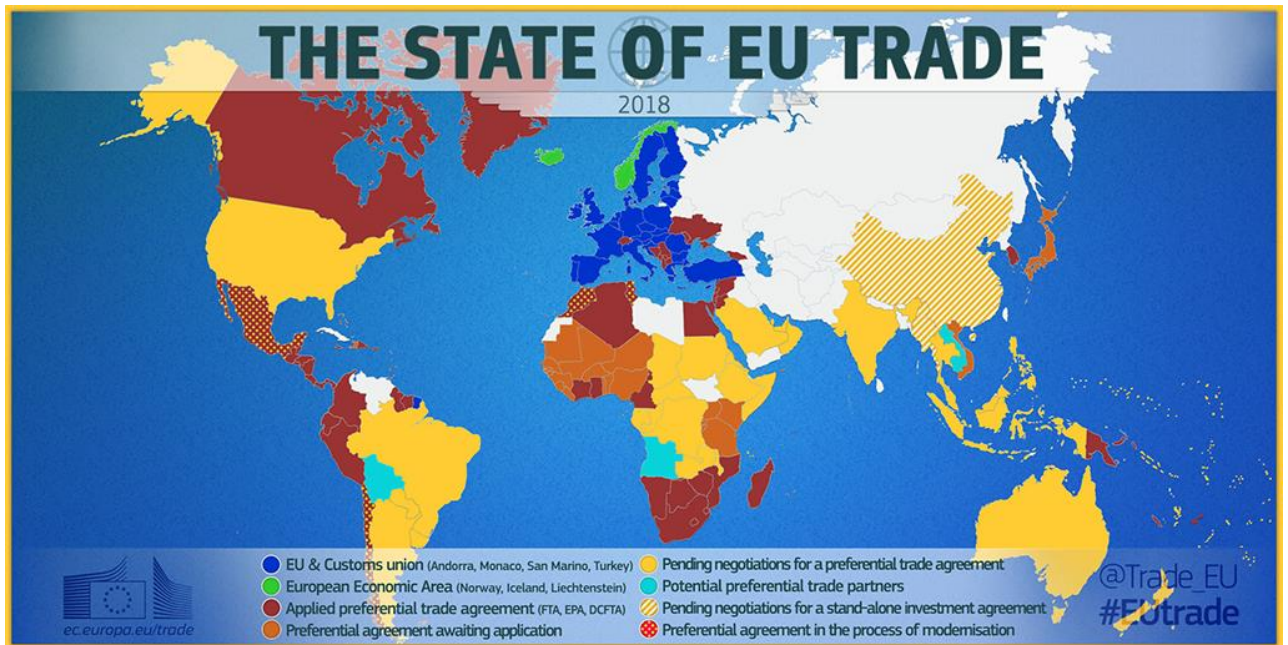 THE STATE OF EU TRADE
2018
EU & Customs union (Andorra, Monaco, San Marino, Turkey)
European Economic Area (Norway, Iceland, Liechtenstein)
Applied preferential trade agreement (FTA, EPA, DCFTA)
Preferential agreement awaiting application
Pending negotiations for a preferential trade agreement
Potential preferential trade partners
Pending negotiations for a stand-alone investment agreement
Preferential agreement in the process of modernisation
ec.europa.eu/trade
@Trade_EU
#EUtrade